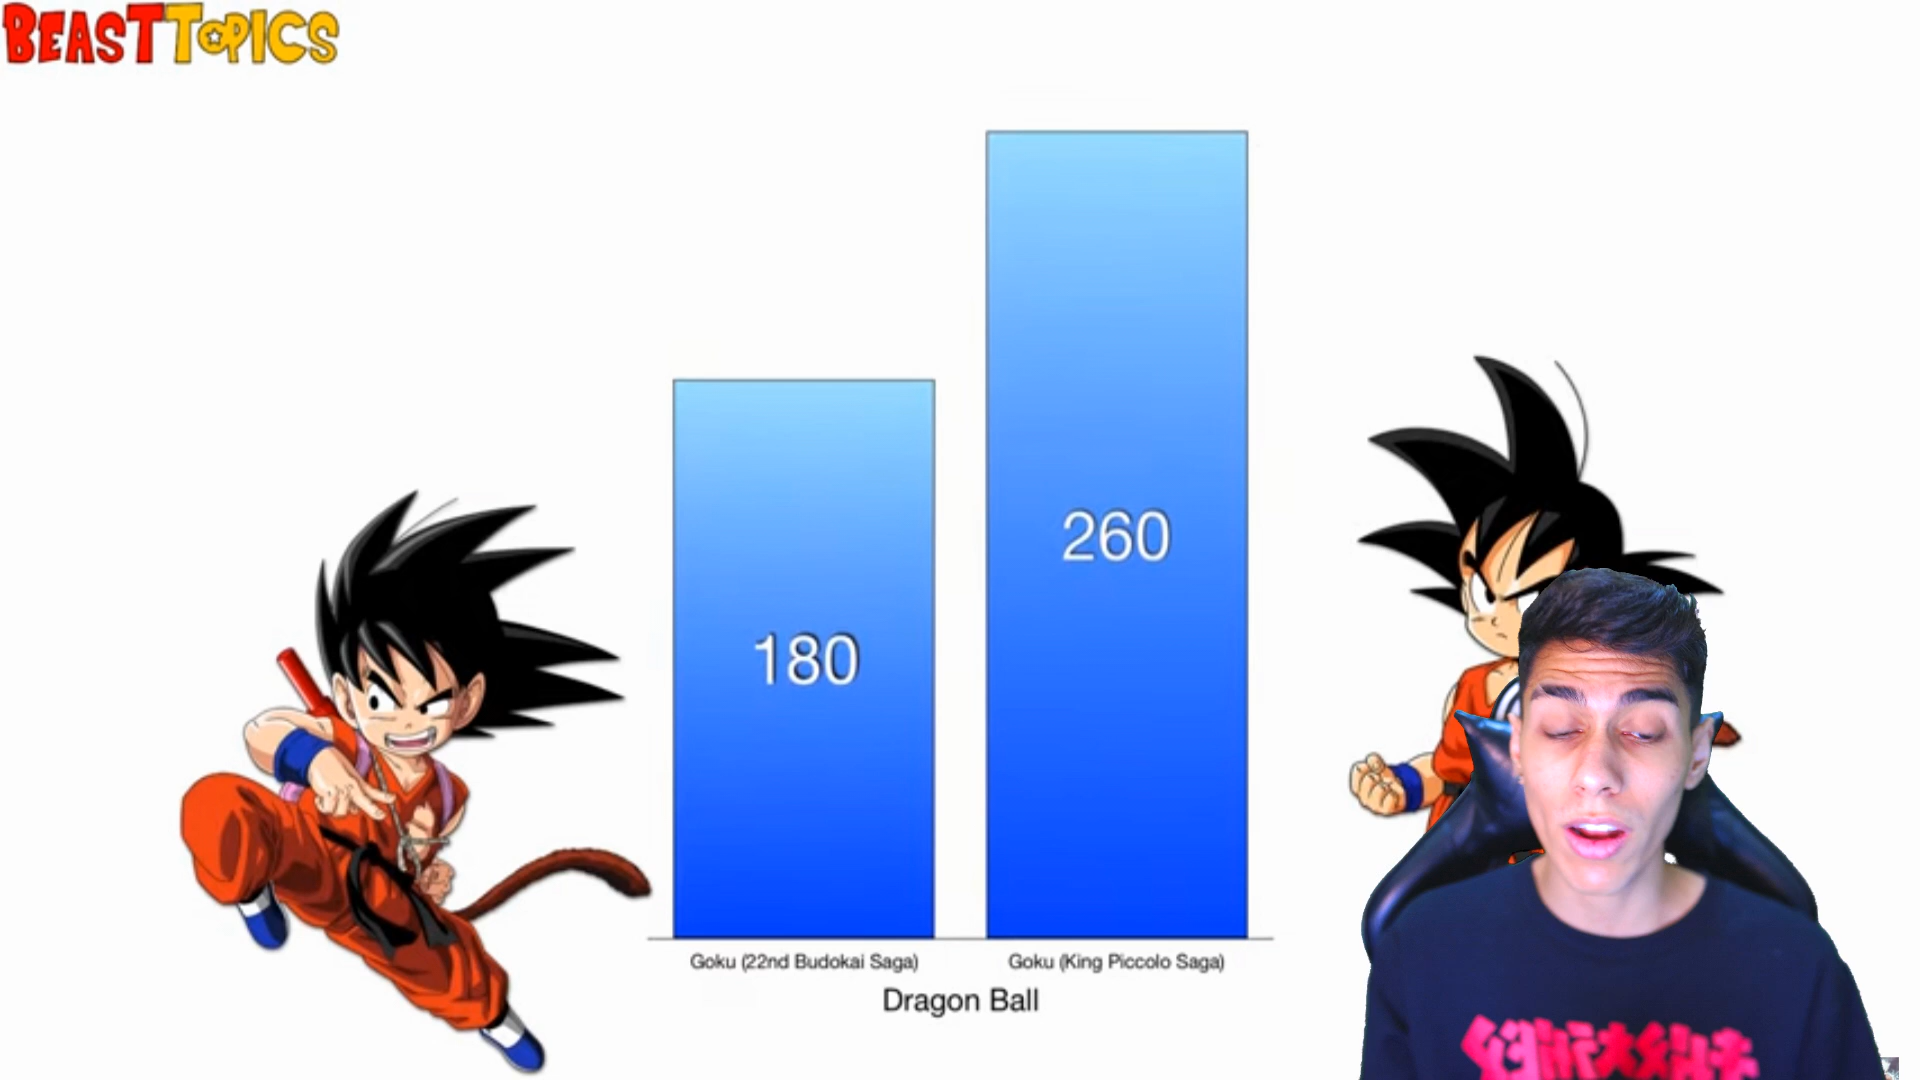 BEASTTOPICS
260
180
Goku (22nd Budokai Saga)
Goku (King Piccolo Saga)
Dragon Ball